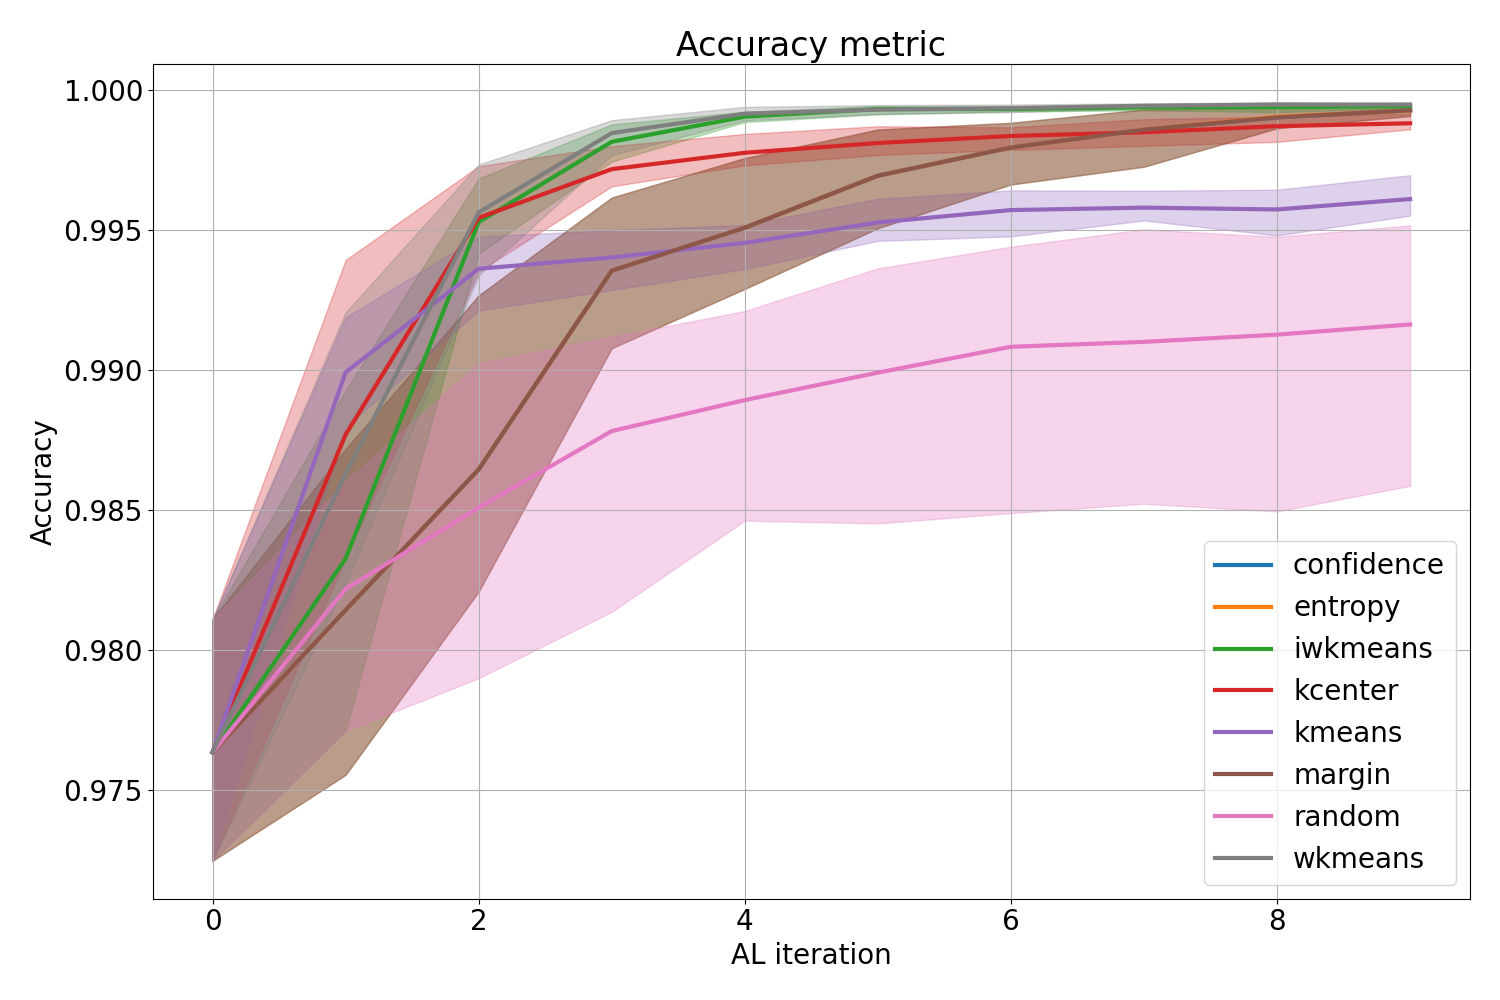 Accuracy metric
1.000
0.995
0.990
0.985
0.980
0.975
Accuracy
0
2
4
6
8
AL iteration
confidence
entropy
iwkmeans
kcenter
kmeans
margin
random
wkmeans